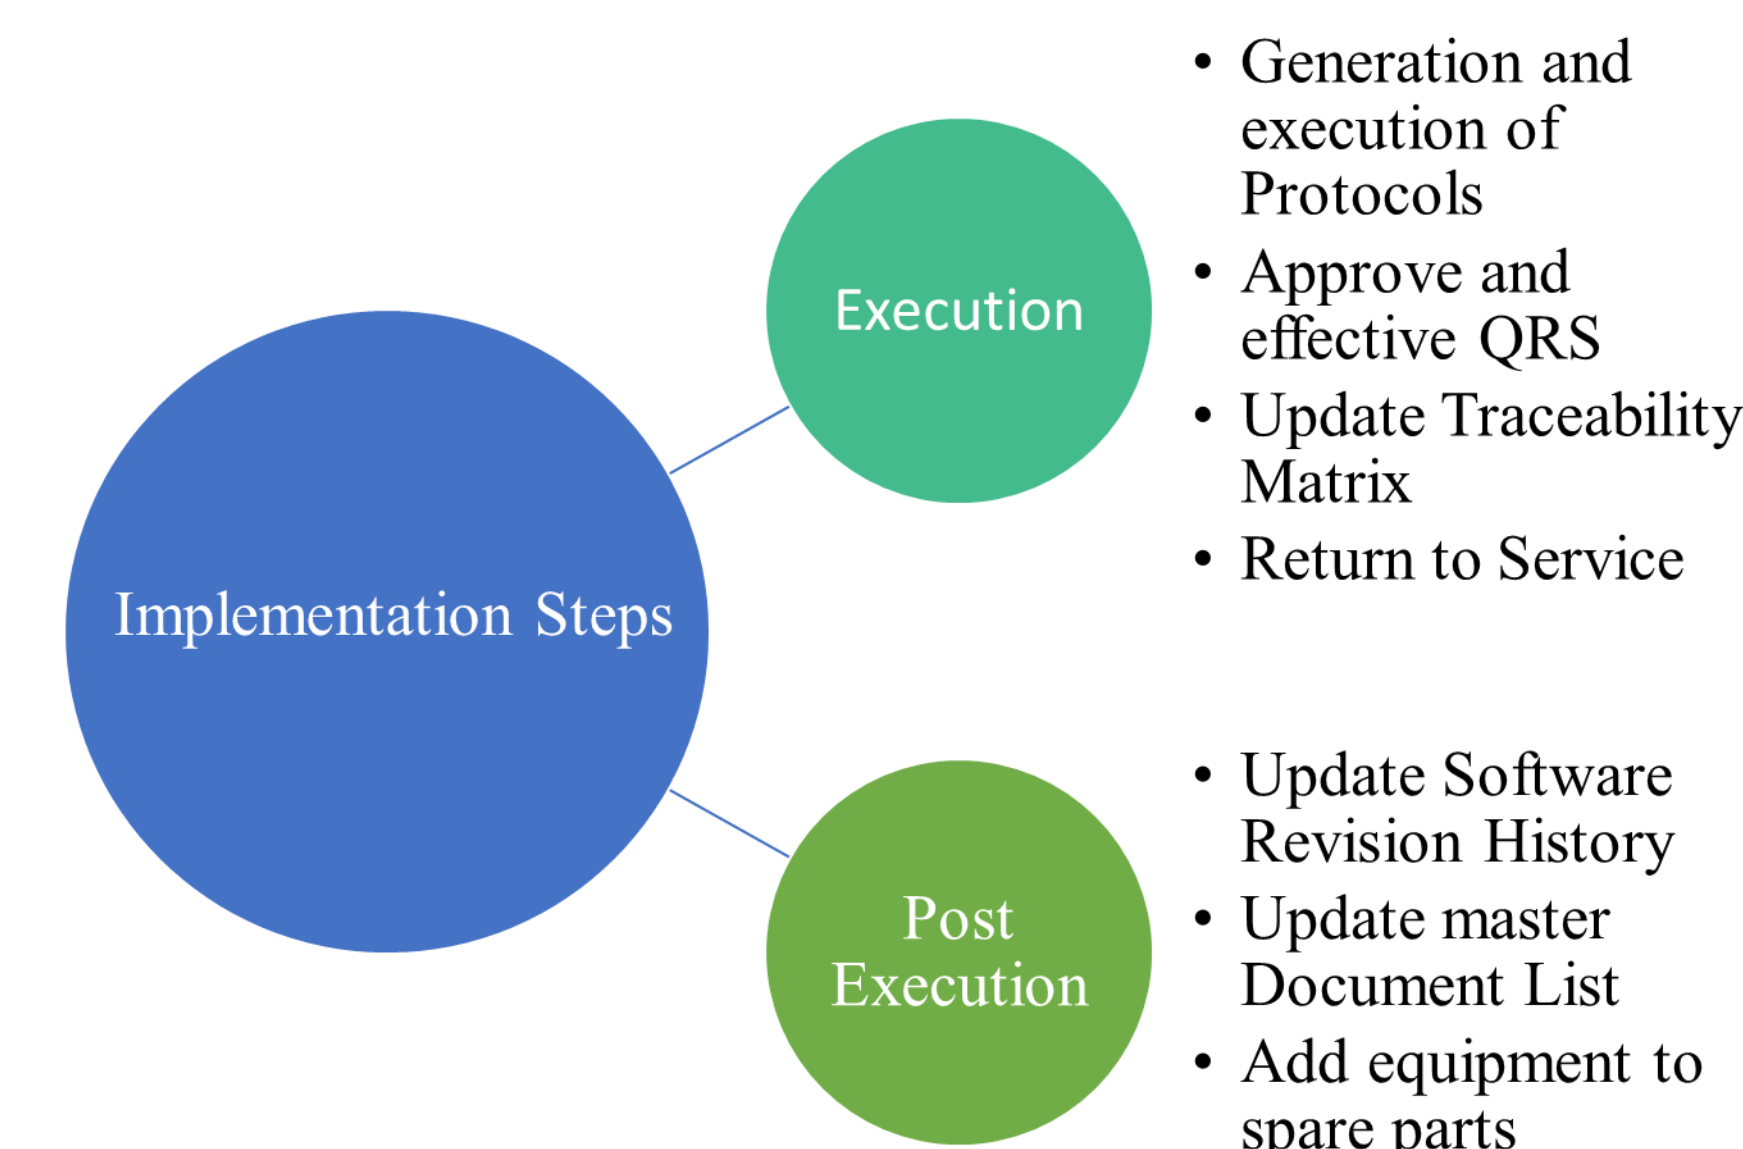 Implementation Steps
Execution
• Generation and
execution of
Protocols
• Approve and
effective QRS
• Update Traceability
Matrix
• Return to Service
Post
Execution
• Update Software
Revision History
• Update master
Document List
• Add equipment to
spare parts